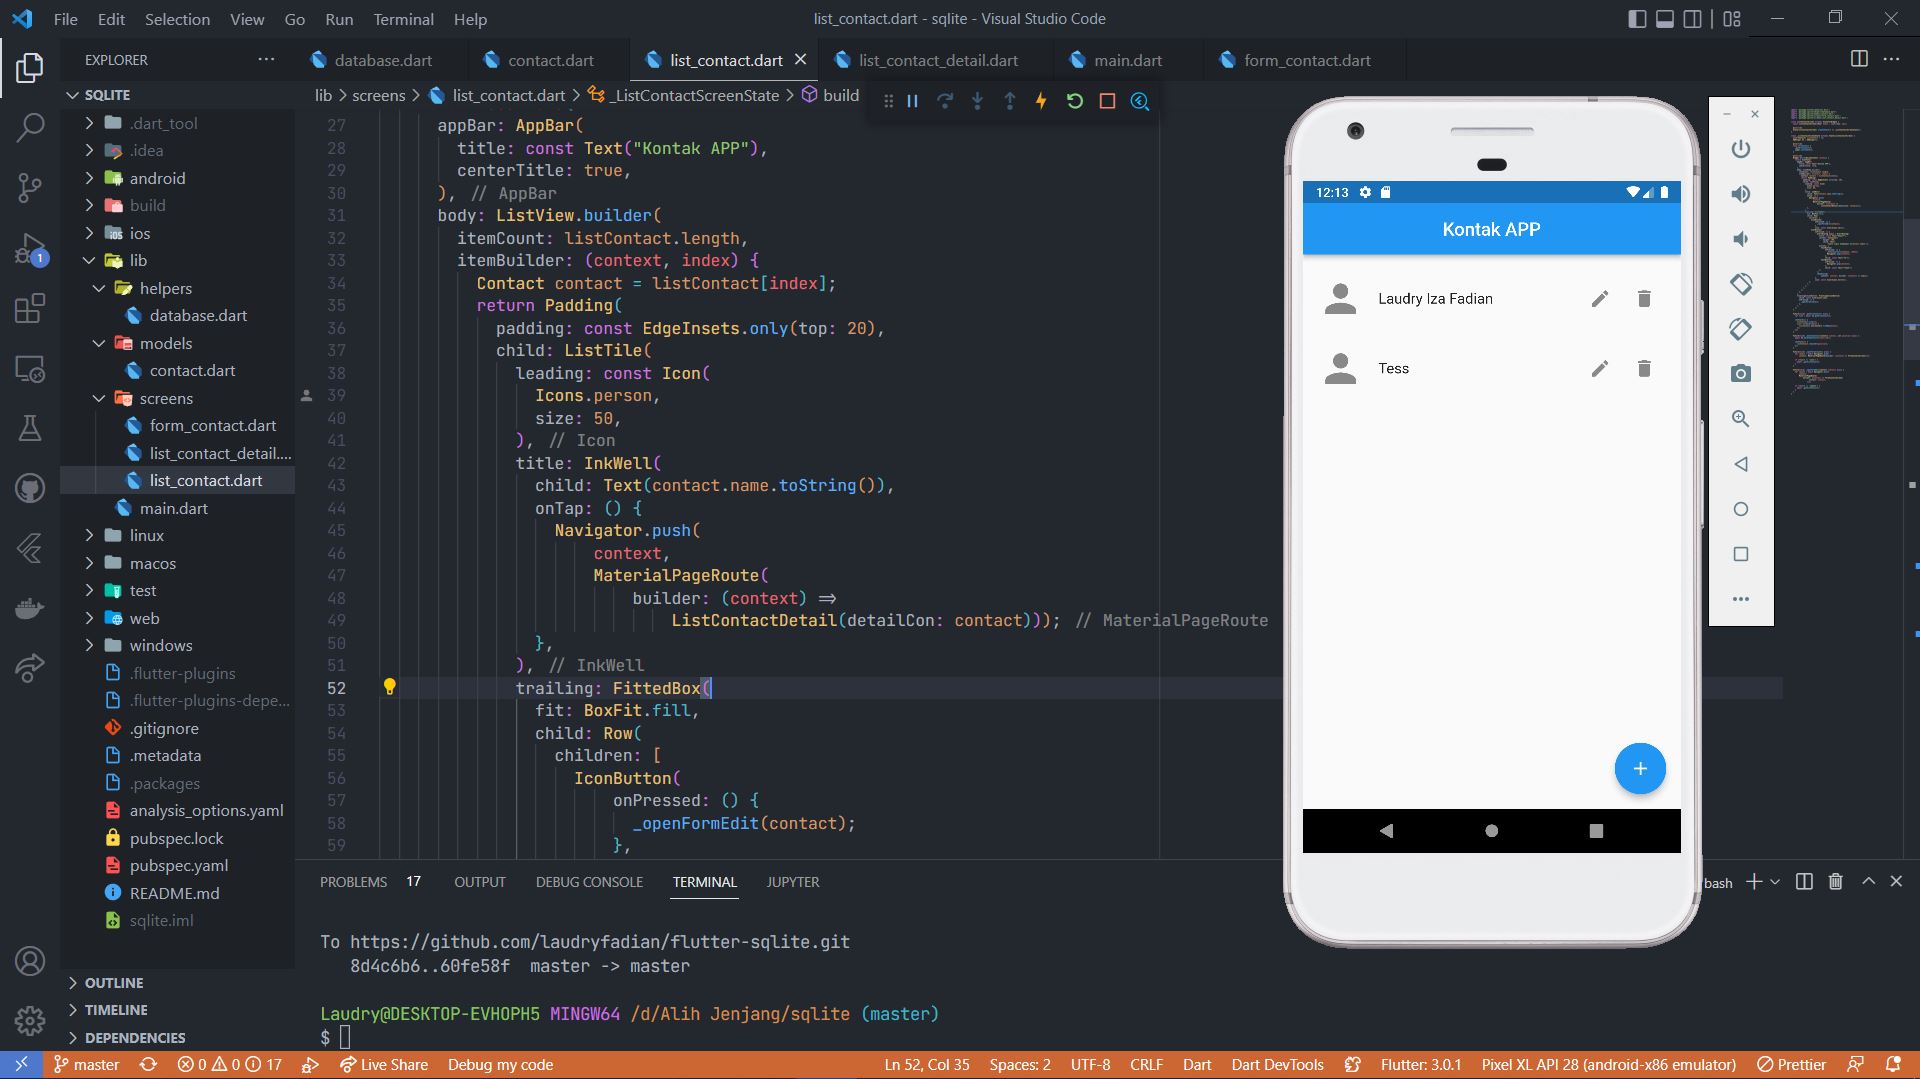 File Edit Selection View Go Run Terminal Help
list_contact.dart - sqlite - Visual Studio Code
EXPLORER
database.dart
contact.dart
list_contact.dart
list_contact_detail.dart
main.dart
form_contact.dart
SQLITE
.dart_tool
.idea
android
build
ios
lib
helpers
database.dart
models
contact.dart
screens
form_contact.dart
list_contact_detail....
list_contact.dart
main.dart
linux
macos
test
web
windows
.flutter-plugins
.flutter-plugins-depe...
.gitignore
.metadata
.packages
analysis_options.yaml
pubspec.lock
pubspec.yaml
README.md
sqlite.iml
OUTLINE
TIMELINE
DEPENDENCIES
1
lib > screens > list_contact.dart > _ListContactScreenState > build
27 appBar: AppBar(
28 title: const Text("Kontak APP"),
29 centerTitle: true,
30 ), // AppBar
31 body: ListView.builder(
32 itemCount: listContact.length,
33 itemBuilder: (context, index) {
34 Contact contact = listContact[index];
35 return Padding(
36 padding: const EdgeInsets.only(top: 20),
37 child: ListTile(
38 leading: const Icon(
39 Icons.person,
40 size: 50,
41 ), // Icon
42 title: InkWell(
43 child: Text(contact.name.toString()),
44 onTap: () {
45 Navigator.push(
46 context,
47 MaterialPageRoute(
48 builder: (context) =>
49 ListContactDetail(detailCon: contact))); // MaterialPageRoute
50 },
51 ), // InkWell
52 trailing: FittedBox(
53 fit: BoxFit.fill,
54 child: Row(
55 children: [
56 IconButton(
57 onPressed: () {
58 _openFormEdit(contact);
59 },
12:13
Kontak APP
Laudry Iza Fadian
Tess
PROBLEMS 17 OUTPUT DEBUG CONSOLE TERMINAL JUPYTER
bash
To https://github.com/laudryfadian/flutter-sqlite.git
8d4c6b6..60fe58f master -> master
Laudry@DESKTOP-EVHOPH5 MINGW64 /d/Alih Jenjang/sqlite (master)
$
master 0 0 17 Live Share Debug my code Ln 52, Col 35 Spaces: 2 UTF-8 CRLF Dart Dart DevTools Flutter: 3.0.1 Pixel XL API 28 (android-x86 emulator) Prettier